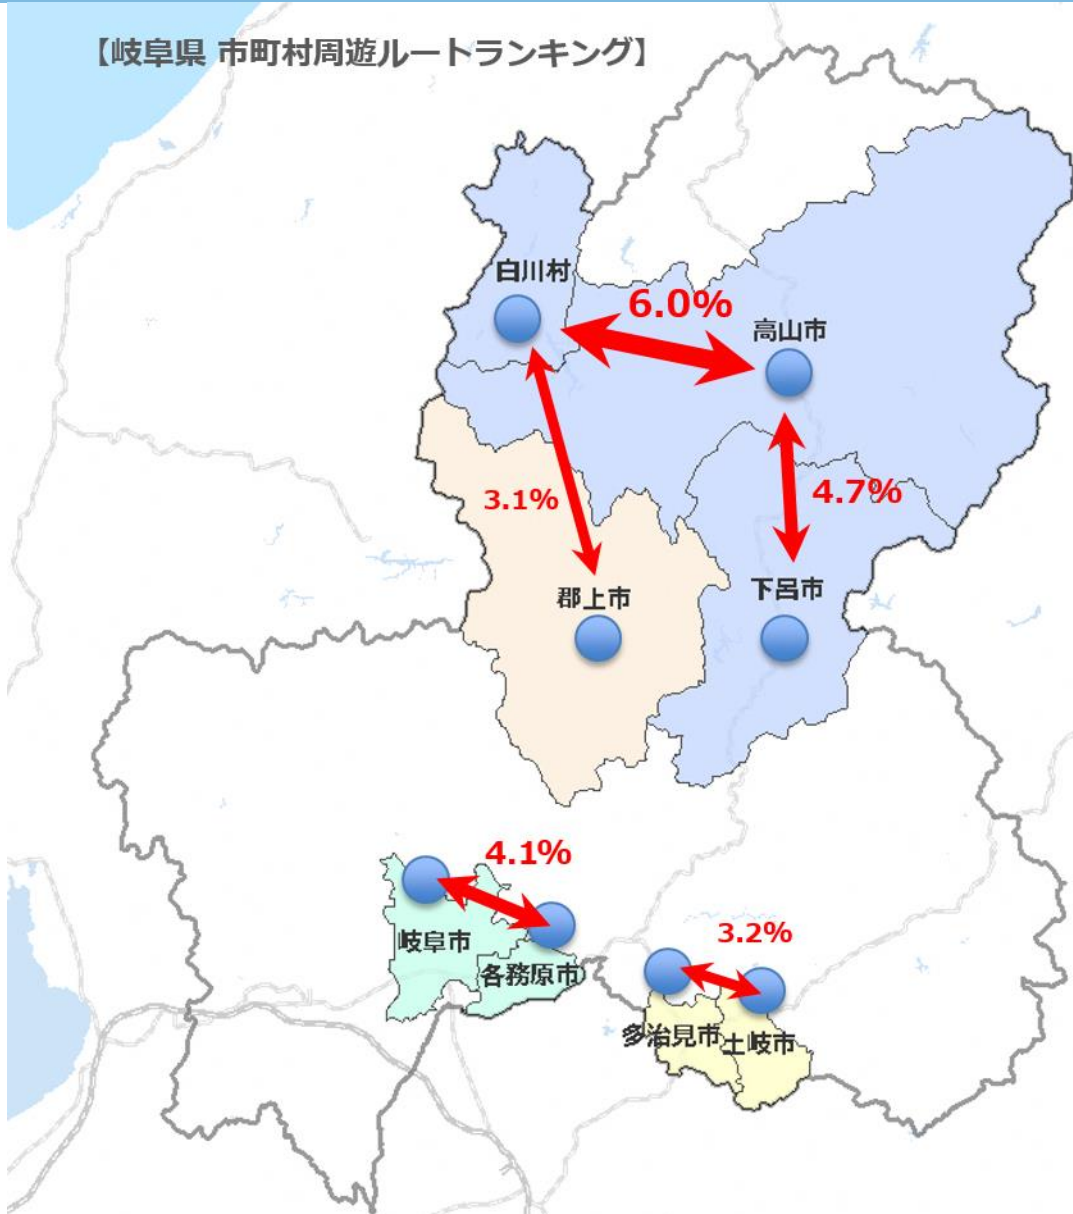 【岐阜県 市町村周遊ルートランキング】
白川村
6.0%
高山市
3.1%
4.7%
郡上市
下呂市
4.1%
岐阜市
各務原市
3.2%
多治見市
土岐市